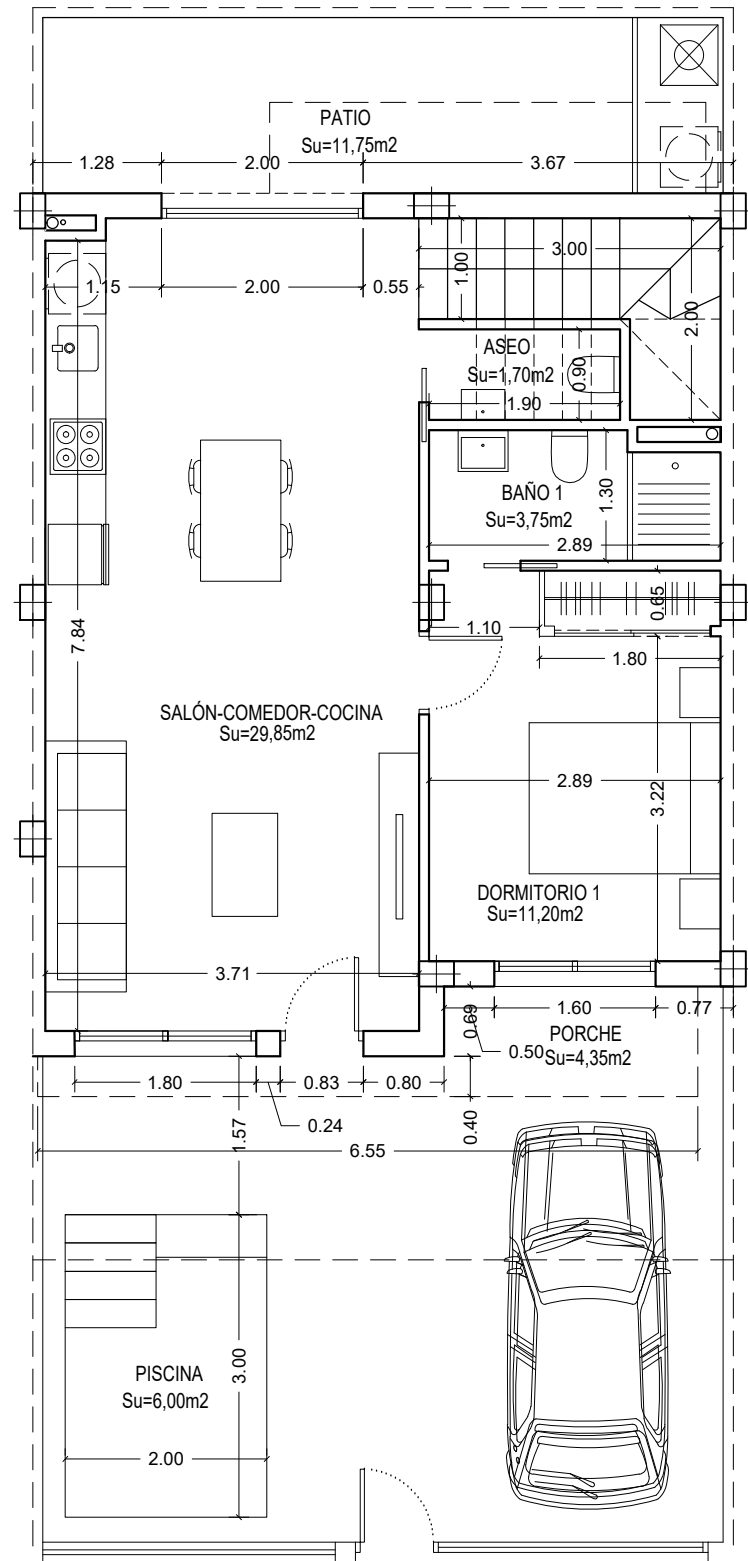 PATIO
Su=11,75m2
1.28
2.00
3.67
3.00
1.00
1.15
2.00
0.55
2.00
ASEO
Su=1,70m2
0.90
1.90
BAÑO 1
Su=3,75m2
1.30
2.89
0.65
1.10
7.84
1.80
SALÓN-COMEDOR-COCINA
Su=29,85m2
2.89
3.22
DORMITORIO 1
Su=11,20m2
3.71
0.69
1.60
0.77
PORCHE
0.50
Su=4,35m2
1.80
0.83
0.80
0.24
0.40
1.57
6.55
PISCINA
Su=6,00m2
3.00
2.00